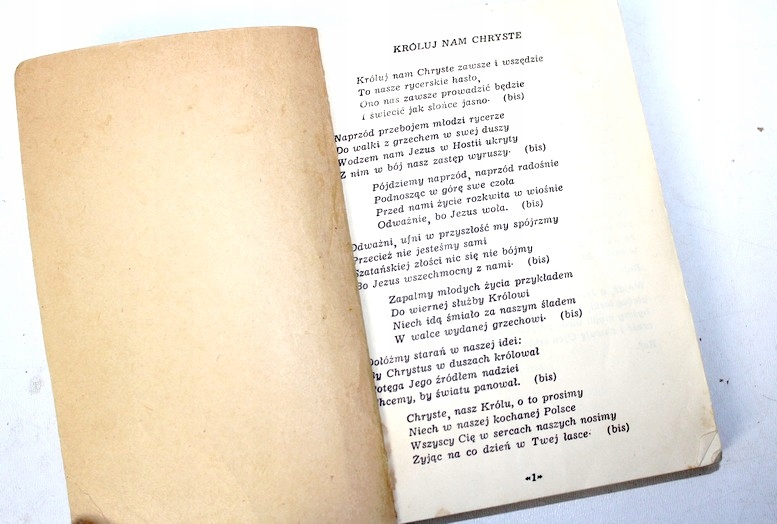 KRÓLUJ NAM CHRYSTE
Króluj nam Chryste zawsze i wszędzie
To nasze rycerskie hasło,
Ono nas zawsze prowadzić będzie
I świecić jak słońce jasno. (bis)
Naprzód przebojem młodzi rycerze
Do walki z grzechem w swej duszy
Wodzem nam Jezus w Hostii ukryty
Z nim w bój nasz zastęp wyruszy. (bis)
Pójdziemy naprzód, naprzód radośnie
Podnosząc w górę swe czoła
Przed nami życie rozkwita w wiośnie
Odważnie, bo Jezus woła. (bis)
Odważni, ufni w przyszłość my spójrzmy
Przecież nie jesteśmy sami
Szatańskiej złości nic się nie bójmy
Bo Jezus wszechmocny z nami. (bis)
Zapalmy młodych życia przykładem
Do wiernej służby Królowi
Niech idą śmiało za naszym śladem
W walce wydanej grzechowi. (bis)
Dołóżmy starań w naszej idei:
By Chrystus w duszach królował
Potęga Jego źródłem nadziei
Chcemy, by światu panował. (bis)
Chryste, nasz Królu, o to prosimy
Niech w naszej kochanej Polsce
Wszyscy Cię w sercach naszych nosimy
Żyjąc na co dzień w Twej łasce. (bis)
«1»